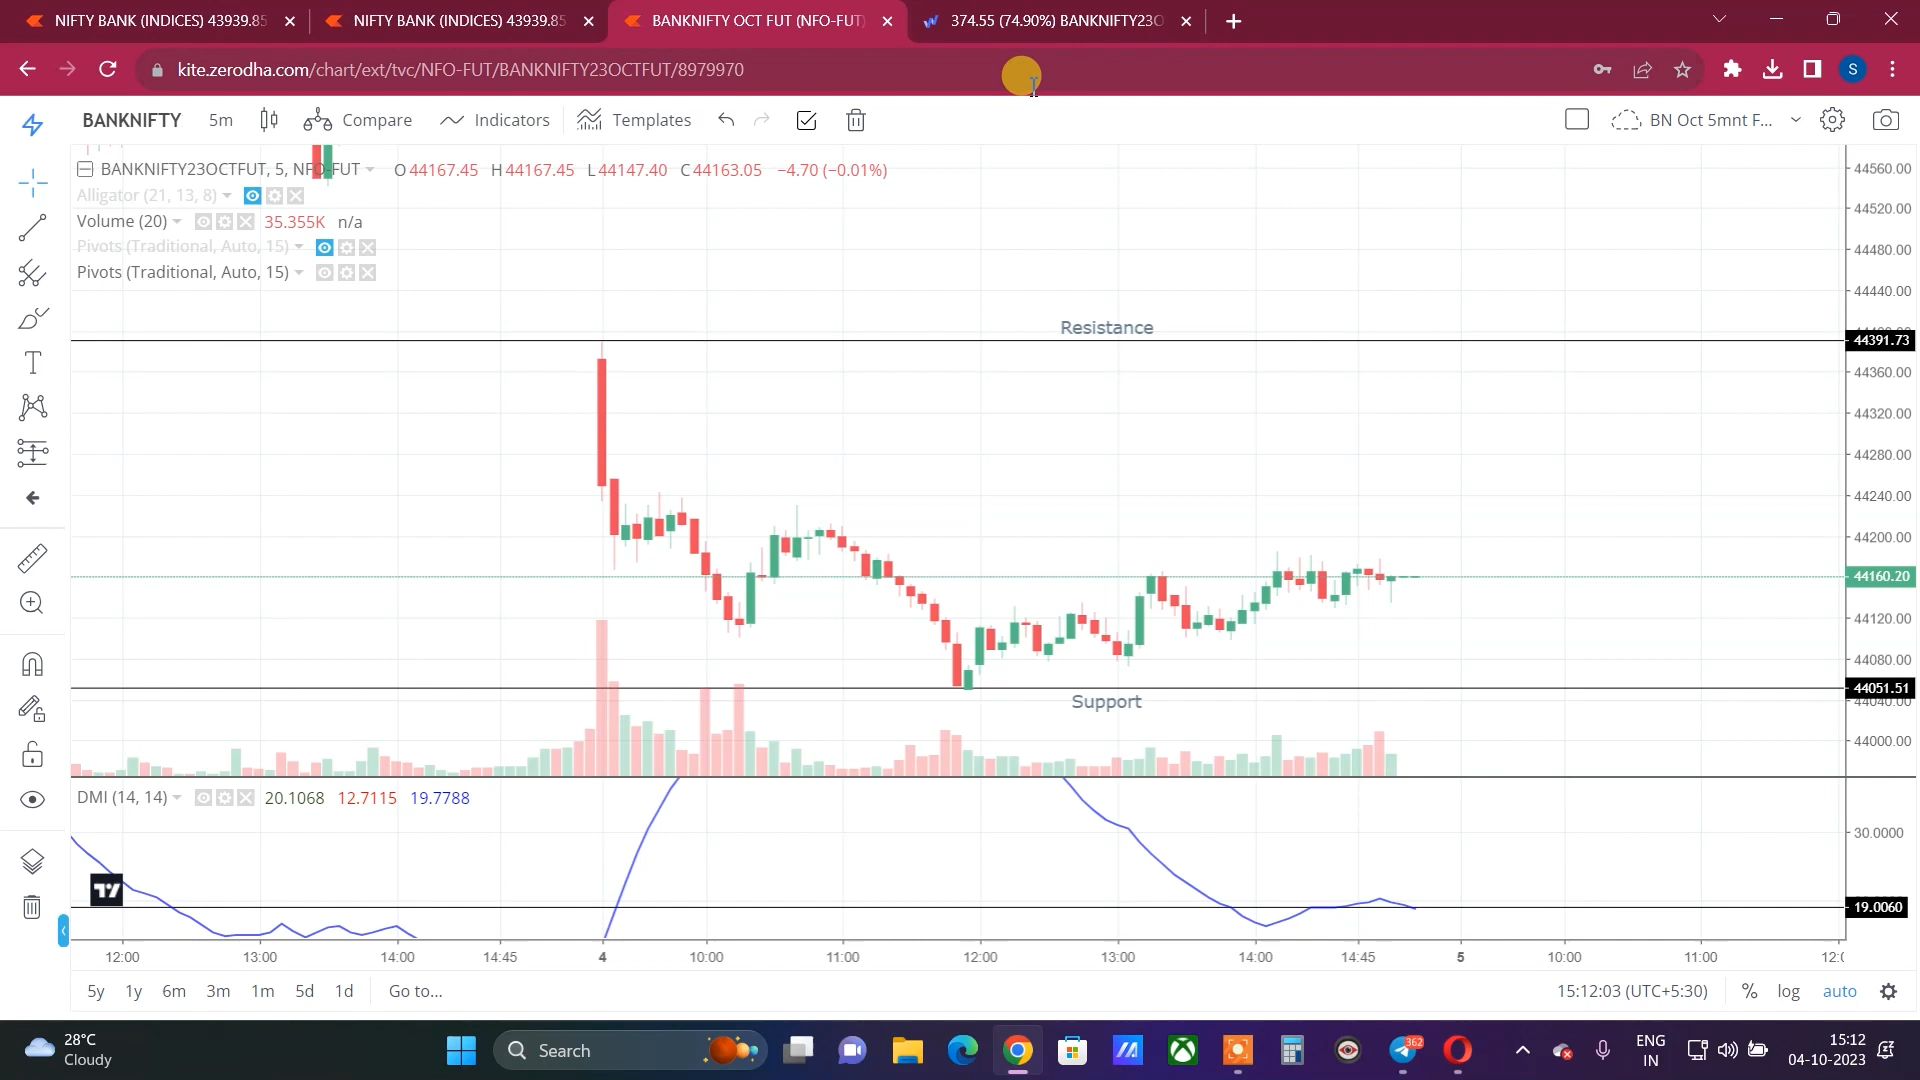 NIFTY BANK (INDICES) 43939.85
NIFTY BANK (INDICES) 43939.85
BANKNIFTY OCT FUT (NFO-FUT)
374.55 (74.90%) BANKNIFTY23O
kite.zerodha.com/chart/ext/tvc/NFO-FUT/BANKNIFTY23OCTFUT/8979970
S
BANKNIFTY 5m Compare Indicators Templates BN Oct 5mnt F...
BANKNIFTY23OCTFUT, 5, NFO-FUT O44167.45 H44167.45 L44147.40 C44163.05 −4.70 (−0.01%)
Alligator (21, 13, 8)
Volume (20) 35.355K n/a
Pivots (Traditional, Auto, 15)
Pivots (Traditional, Auto, 15)
Resistance
Support
44560.00
44520.00
44480.00
44440.00
44391.73
44360.00
44320.00
44280.00
44240.00
44200.00
44160.20
44120.00
44080.00
44051.51
44040.00
44000.00
DMI (14, 14) 20.1068 12.7115 19.7788
30.0000
19.0060
12:00 13:00 14:00 14:45 4 10:00 11:00 12:00 13:00 14:00 14:45 5 10:00 11:00
5y 1y 6m 3m 1m 5d 1d Go to... 15:12:03 (UTC+5:30) % log auto
28°C
Cloudy
Search
362
ENG
IN
15:12
04-10-2023